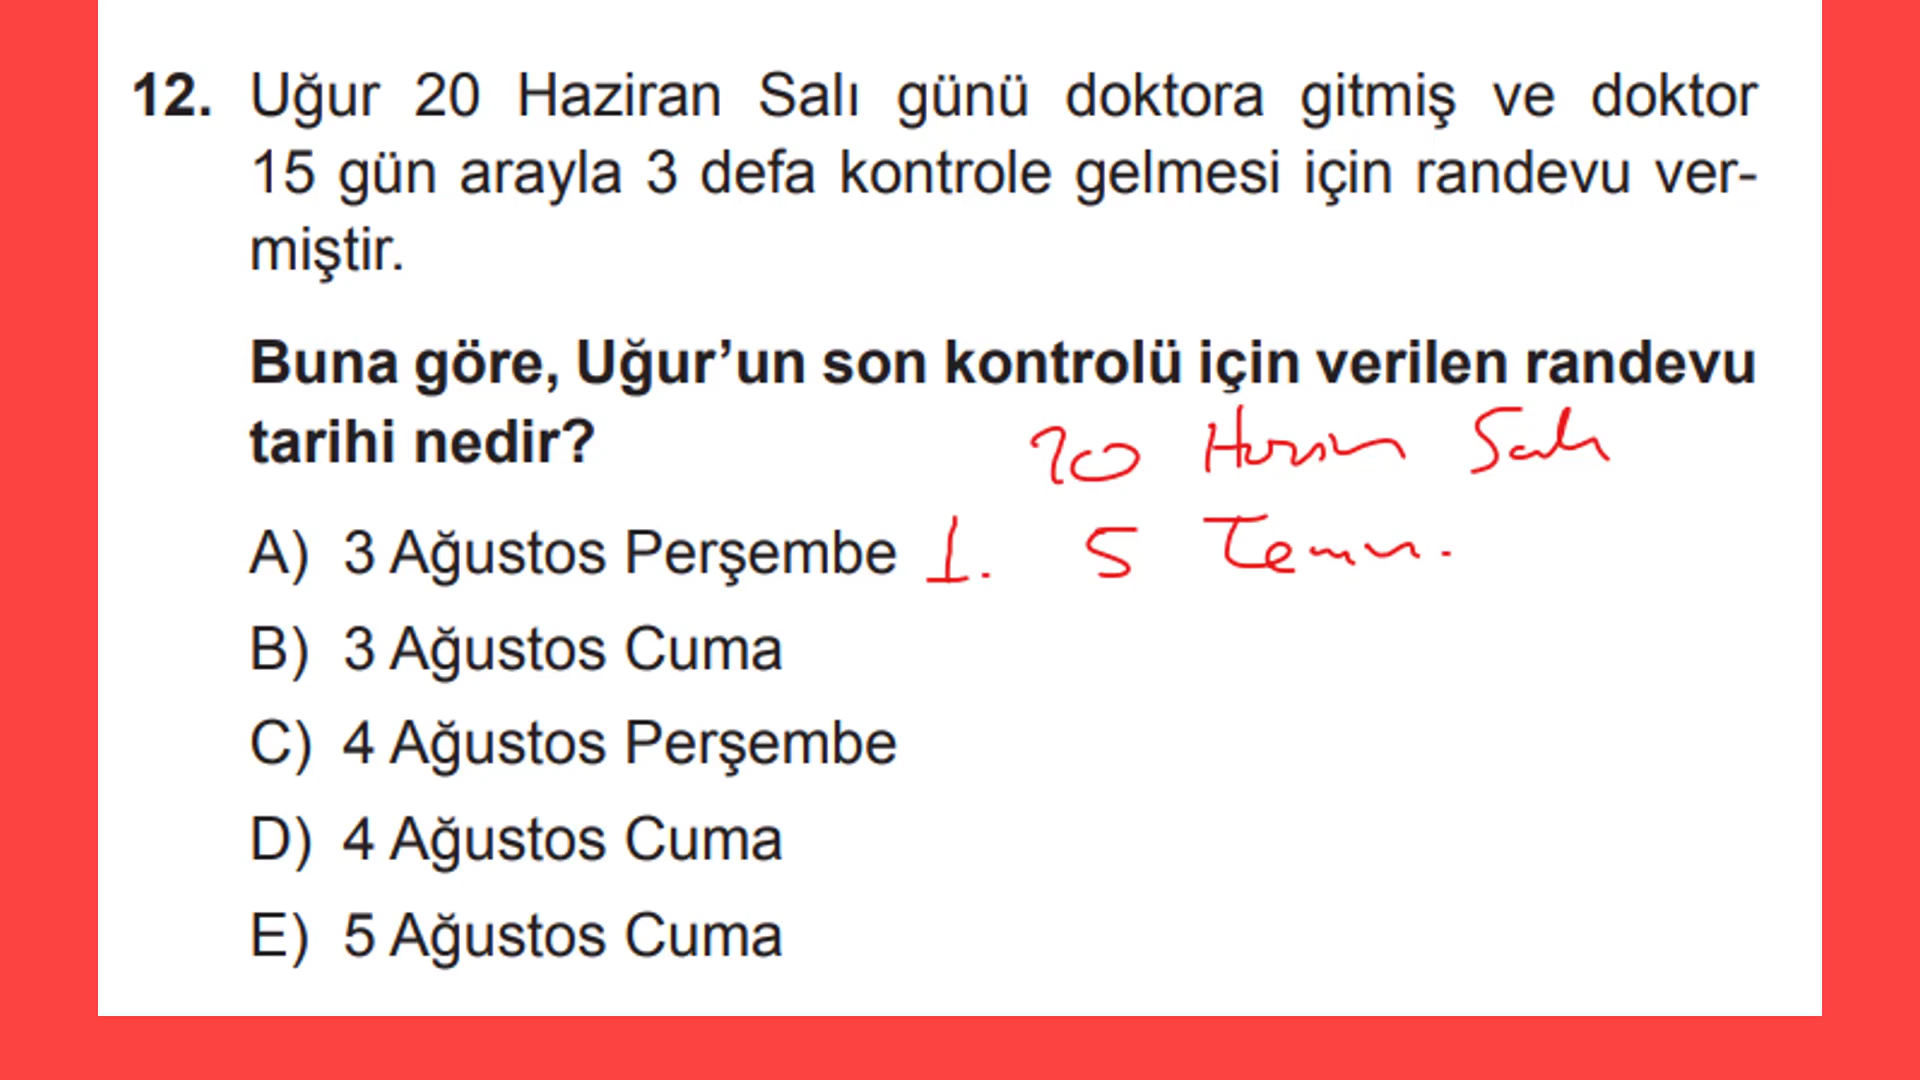 12. Uğur 20 Haziran Salı günü doktora gitmiş ve doktor
15 gün arayla 3 defa kontrole gelmesi için randevu ver-
miştir.
Buna göre, Uğur’un son kontrolü için verilen randevu
tarihi nedir?
20 Haziran Salı
A) 3 Ağustos Perşembe
1. 5 Temm.
B) 3 Ağustos Cuma
C) 4 Ağustos Perşembe
D) 4 Ağustos Cuma
E) 5 Ağustos Cuma